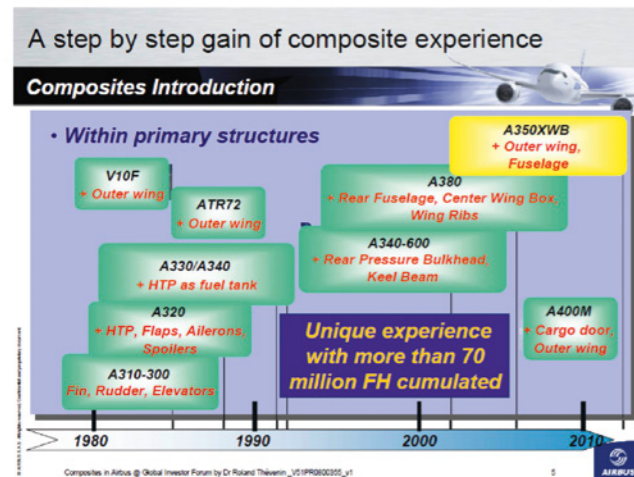 A step by step gain of composite experience
Composites Introduction
• Within primary structures
A350XWB
+ Outer wing,
Fuselage
V10F
+ Outer wing
A380
+ Rear Fuselage, Center Wing Box,
Wing Ribs
ATR72
+ Outer wing
A330/A340
+ HTP as fuel tank
A340-600
+ Rear Pressure Bulkhead,
Keel Beam
A320
+ HTP, Flaps, Ailerons,
Spoilers
A400M
+ Cargo door,
Outer wing
Unique experience
with more than 70
million FH cumulated
A310-300
Fin, Rudder, Elevators
1980
1990
2000
2010
Composites in Airbus @ Global Investor Forum by Dr Roland Thévenin _V51PR0800355_v1
5
AIRBUS